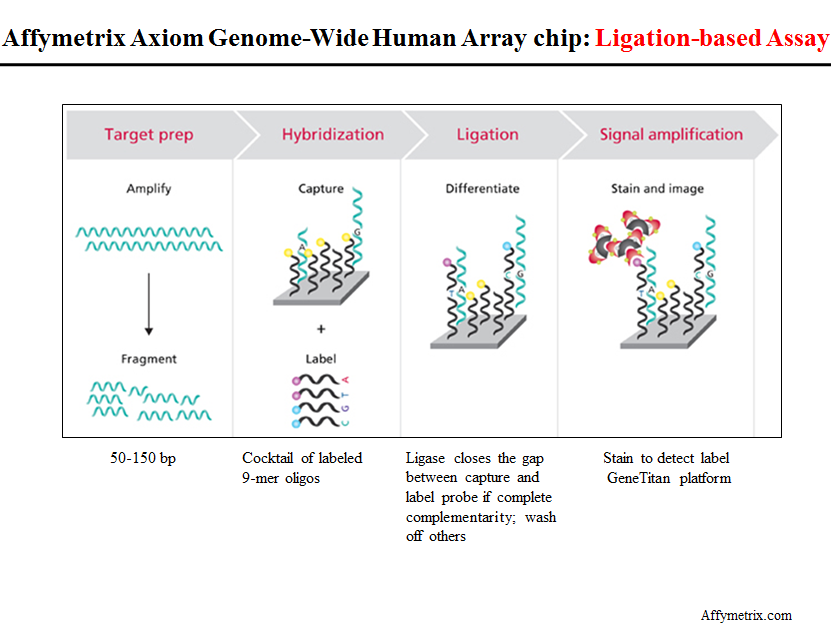 Affymetrix Axiom Genome-Wide Human Array chip: Ligation-based Assay
Target prep
Hybridization
Ligation
Signal amplification
Amplify
Capture
Differentiate
Stain and image
A
G
T
A
C
G
T
A
C
G
+
Fragment
Label
A
T
G
C
50-150 bp
Cocktail of labeled
9-mer oligos
Ligase closes the gap
between capture and
label probe if complete
complementarity; wash
off others
Stain to detect label
GeneTitan platform
Affymetrix.com